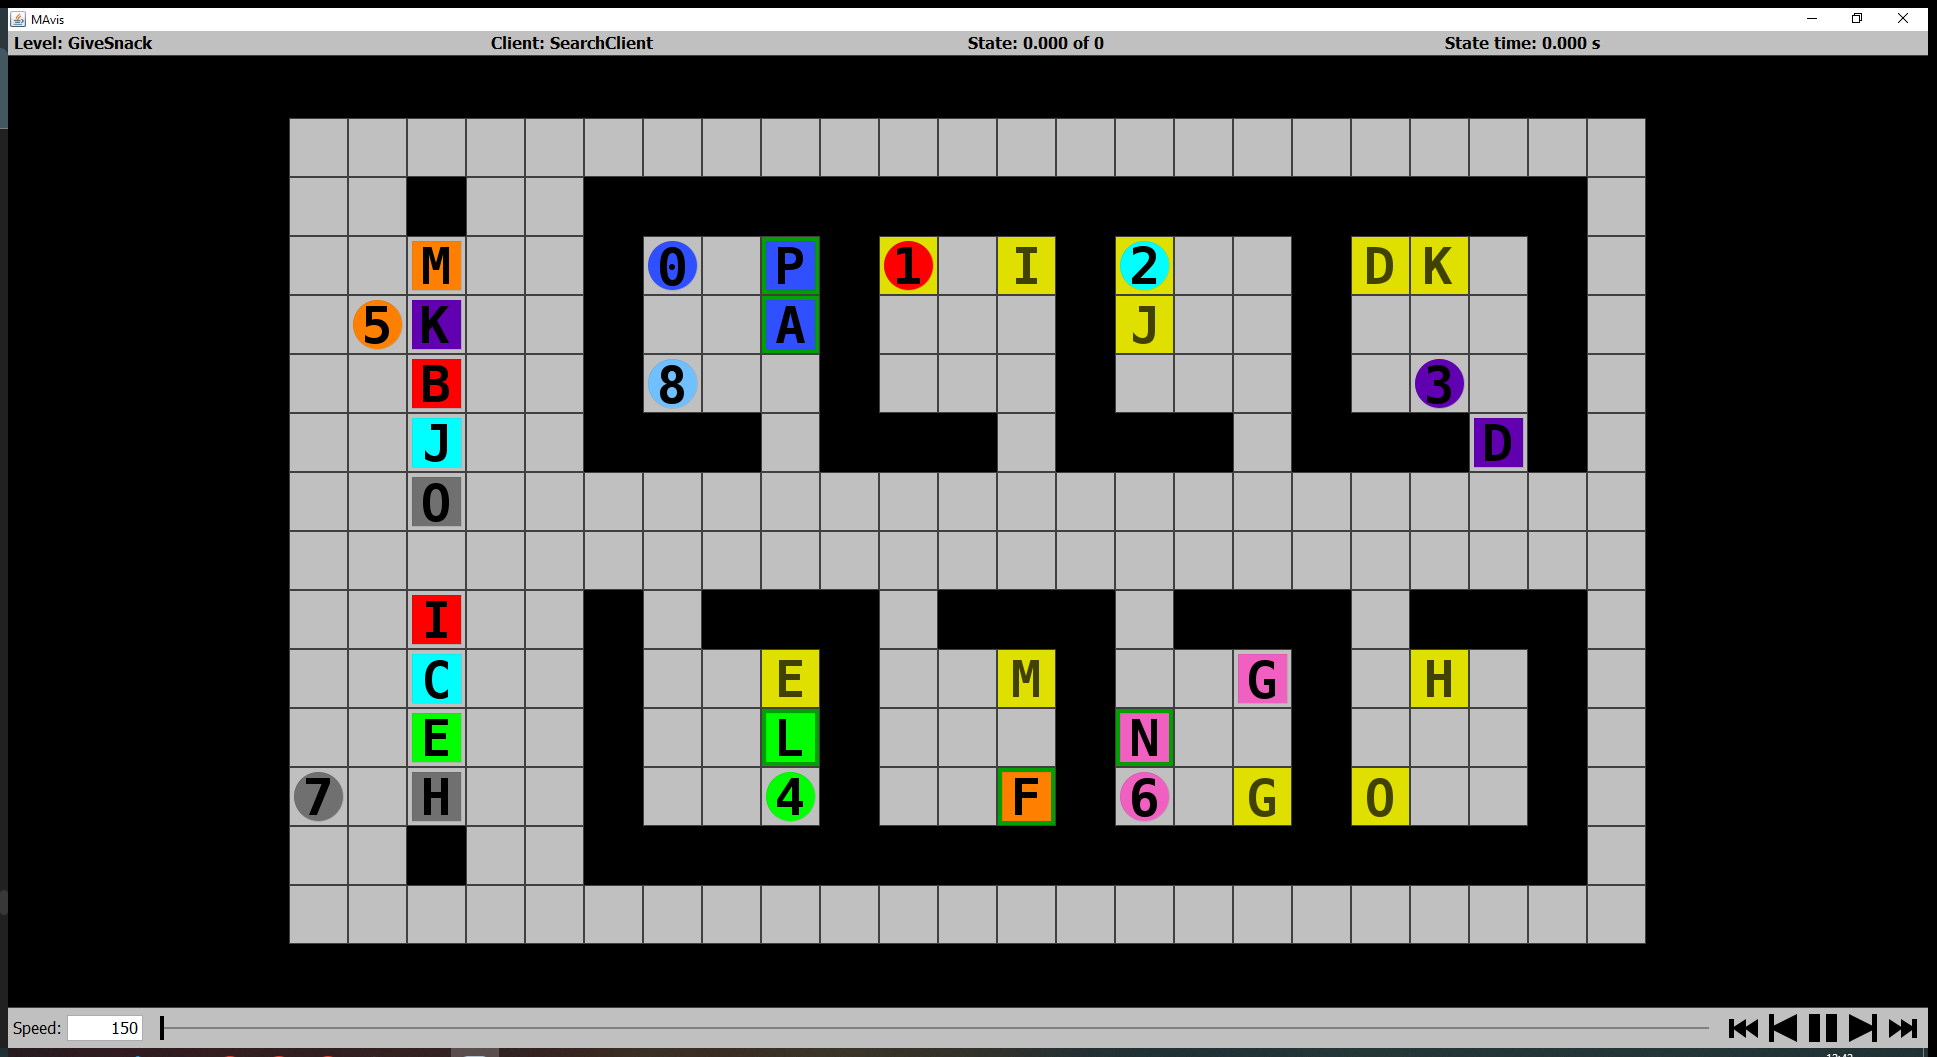 MAvis
Level: GiveSnack Client: SearchClient State: 0.000 of 0 State time: 0.000 s
M 0 P 1 I 2 D K
5 K A J
B 8 3
J D
O
I
C E M G H
E L N
7 H 4 F 6 G O
Speed: 150